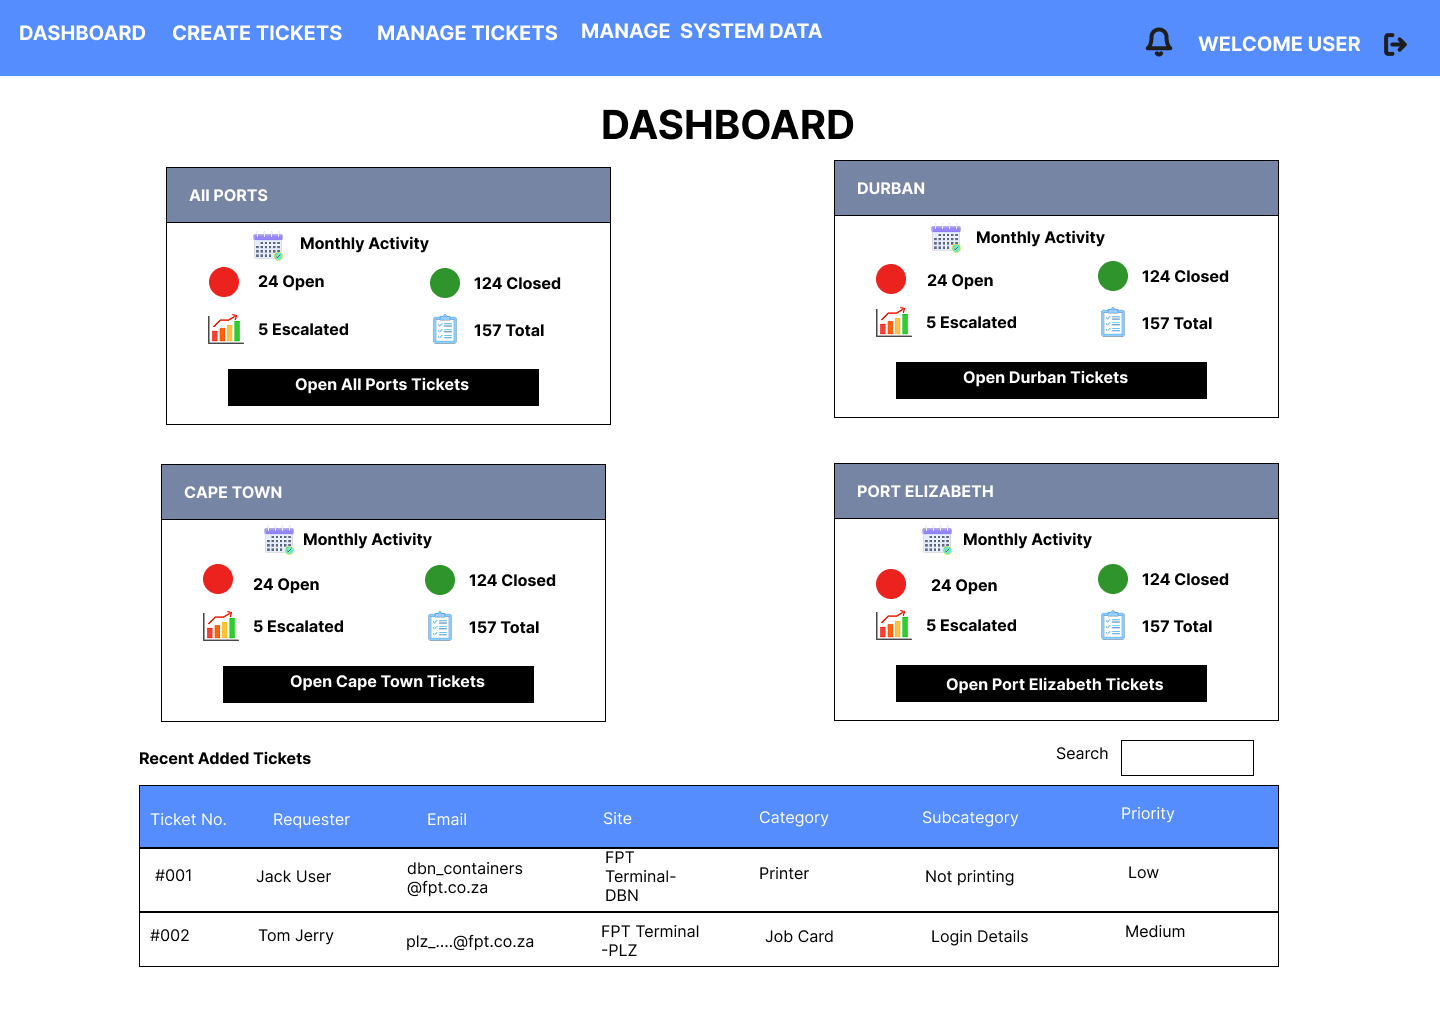 DASHBOARD CREATE TICKETS MANAGE TICKETS MANAGE SYSTEM DATA WELCOME USER
DASHBOARD
All PORTS
Monthly Activity
24 Open 124 Closed
5 Escalated 157 Total
Open All Ports Tickets
DURBAN
Monthly Activity
24 Open 124 Closed
5 Escalated 157 Total
Open Durban Tickets
CAPE TOWN
Monthly Activity
24 Open 124 Closed
5 Escalated 157 Total
Open Cape Town Tickets
PORT ELIZABETH
Monthly Activity
24 Open 124 Closed
5 Escalated 157 Total
Open Port Elizabeth Tickets
Recent Added Tickets Search
Ticket No. Requester Email Site Category Subcategory Priority
#001 Jack User
dbn_containers
@fpt.co.za
FPT
Terminal-
DBN
Printer Not printing Low
#002 Tom Jerry plz_....@fpt.co.za
FPT Terminal
-PLZ
Job Card Login Details Medium